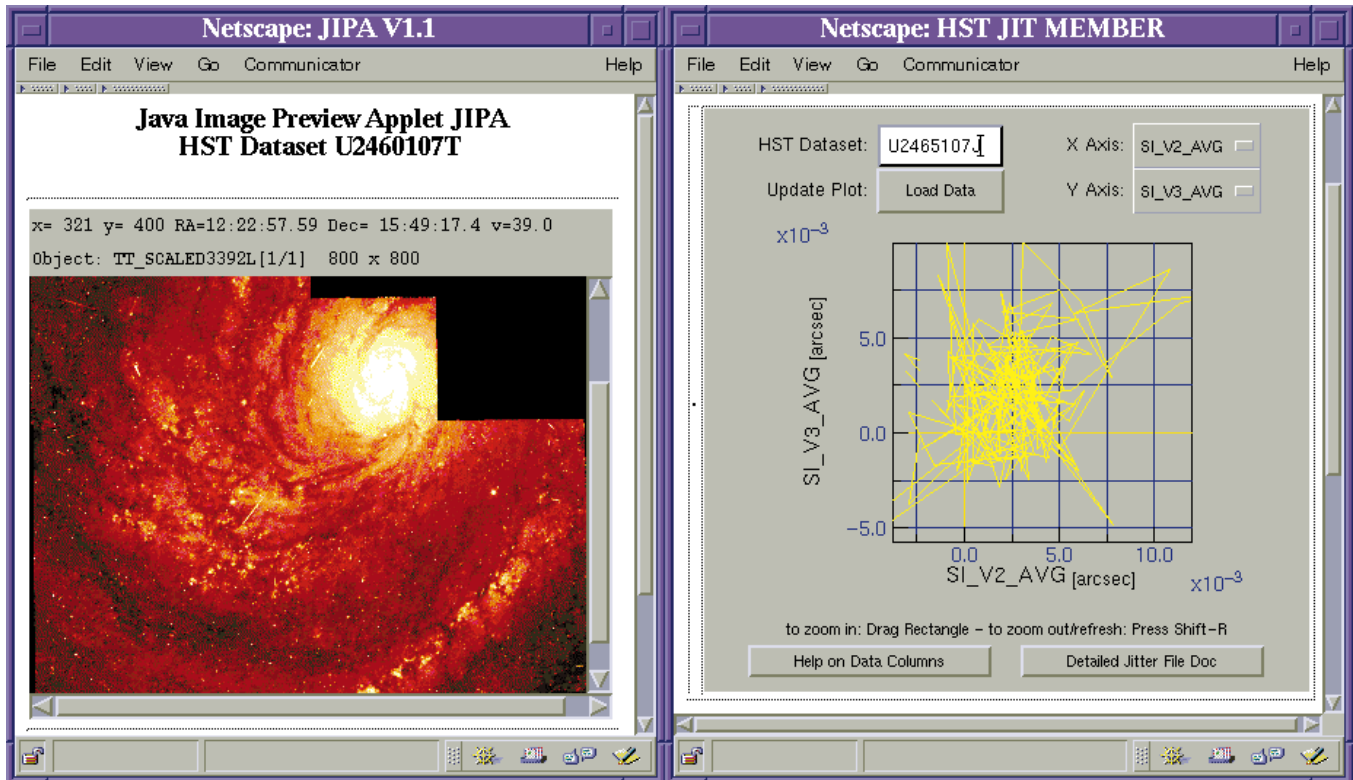 Netscape: JIPA V1.1
File Edit View Go Communicator Help
Java Image Preview Applet JIPA
HST Dataset U2460107T
x= 321 y= 400 RA=12:22:57.59 Dec= 15:49:17.4 v=39.0
Object: TT_SCALED3392L[1/1] 800 x 800
Netscape: HST JIT MEMBER
File Edit View Go Communicator Help
HST Dataset: U2465107J X Axis: SI_V2_AVG
Update Plot: Load Data Y Axis: SI_V3_AVG
x10⁻³
SI_V3_AVG [arcsec]
5.0
0.0
-5.0
0.0 5.0 10.0
SI_V2_AVG [arcsec]
x10⁻³
to zoom in: Drag Rectangle - to zoom out/refresh: Press Shift-R
Help on Data Columns Detailed Jitter File Doc